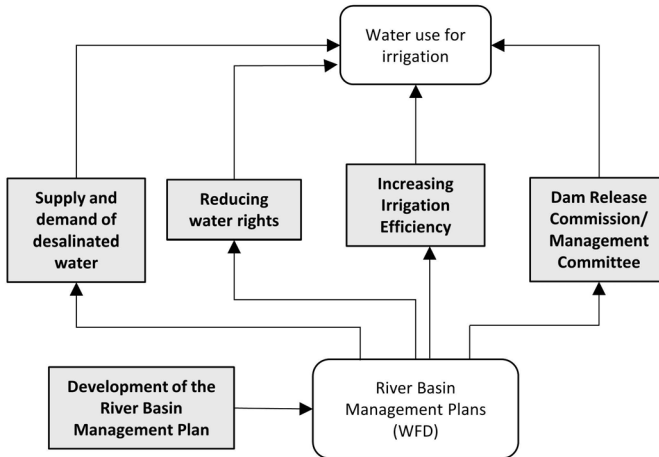 Water use for
irrigation
Supply and
demand of
desalinated
water
Reducing
water rights
Increasing
Irrigation
Efficiency
Dam Release
Commission/
Management
Committee
Development of the
River Basin
Management Plan
River Basin
Management Plans
(WFD)